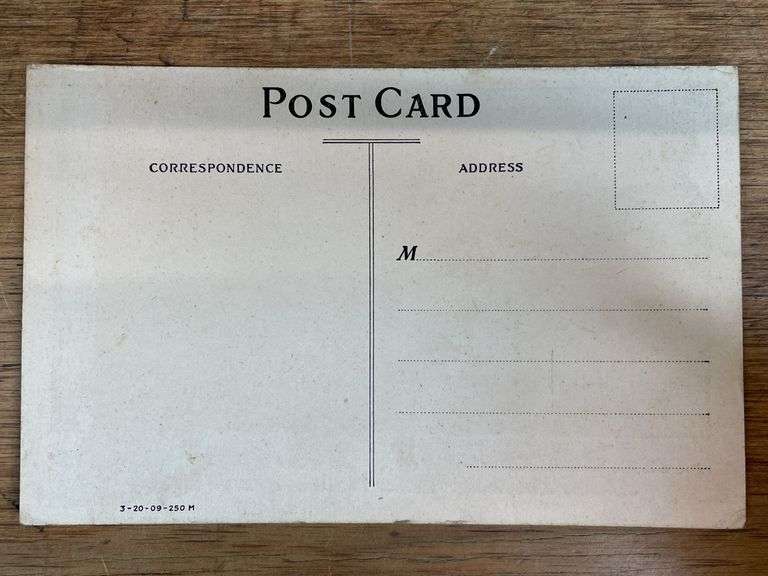 POST CARD
CORRESPONDENCE
ADDRESS
M
3-20-09-250 M